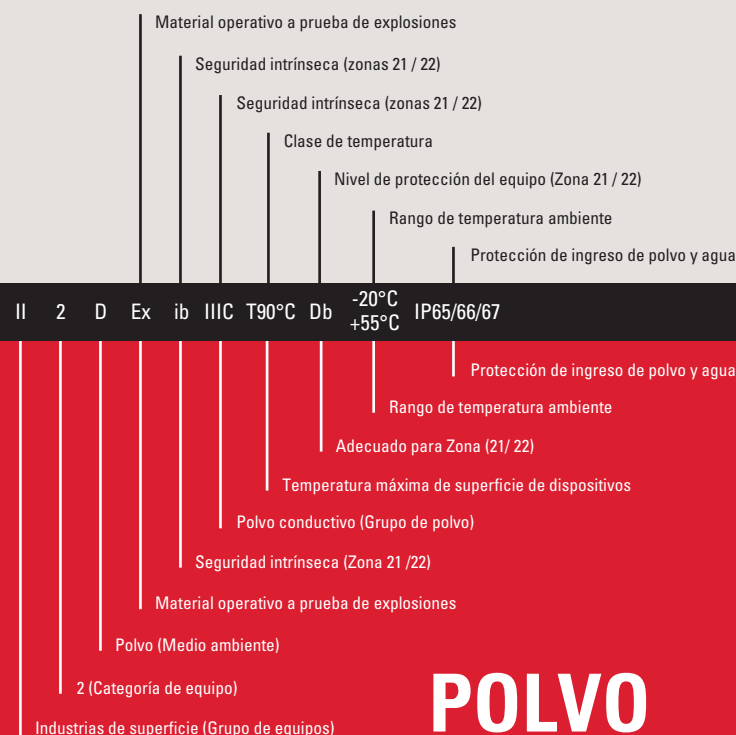 Material operativo a prueba de explosiones
Seguridad intrínseca (zonas 21 / 22)
Seguridad intrínseca (zonas 21 / 22)
Clase de temperatura
Nivel de protección del equipo (Zona 21 / 22)
Rango de temperatura ambiente
Protección de ingreso de polvo y agua
II 2 D Ex ib IIIC T90°C Db -20°C +55°C IP65/66/67
Protección de ingreso de polvo y agua
Rango de temperatura ambiente
Adecuado para Zona (21/ 22)
Temperatura máxima de superficie de dispositivos
Polvo conductivo (Grupo de polvo)
Seguridad intrínseca (Zona 21 /22)
Material operativo a prueba de explosiones
Polvo (Medio ambiente)
2 (Categoría de equipo)
Industrias de superficie (Grupo de equipos)
POLVO